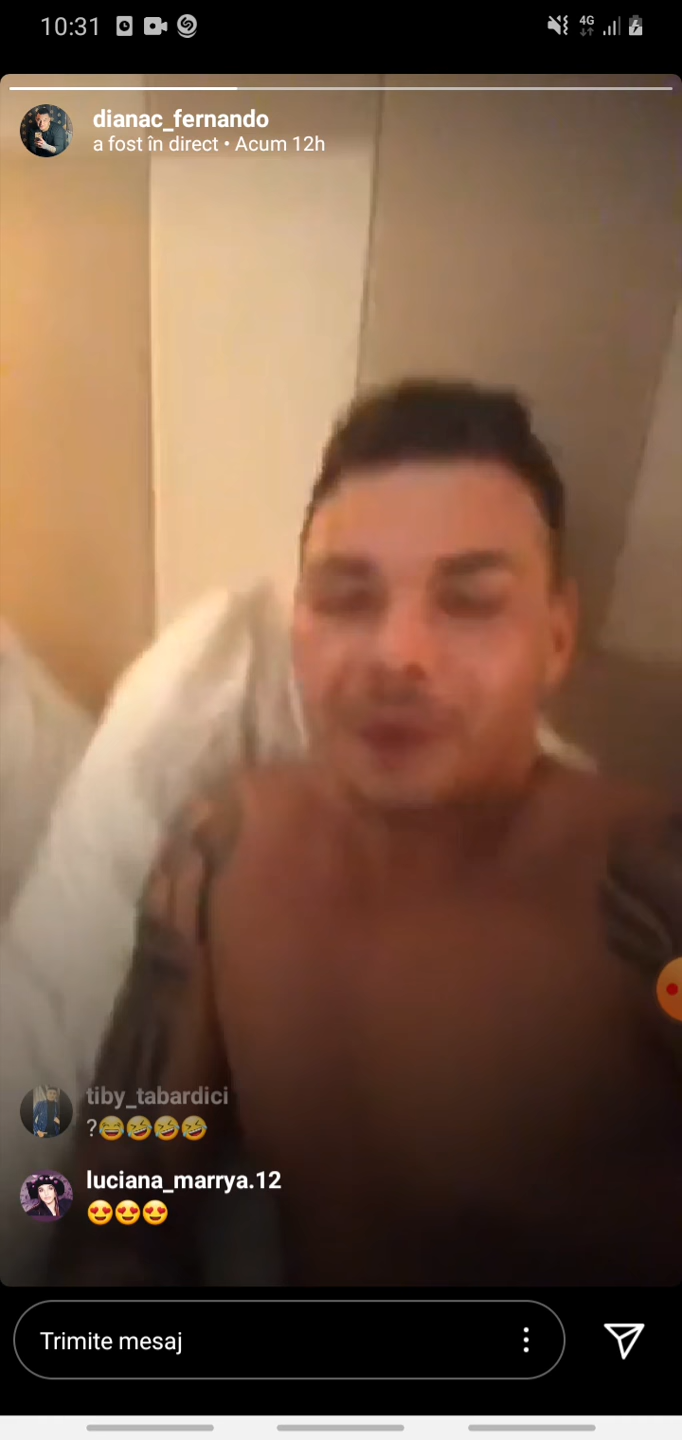 10:31
4G
dianac_fernando
a fost în direct • Acum 12h
tiby_tabardici
?😂🤣🤣🤣
luciana_marrya.12
😍😍😍
Trimite mesaj